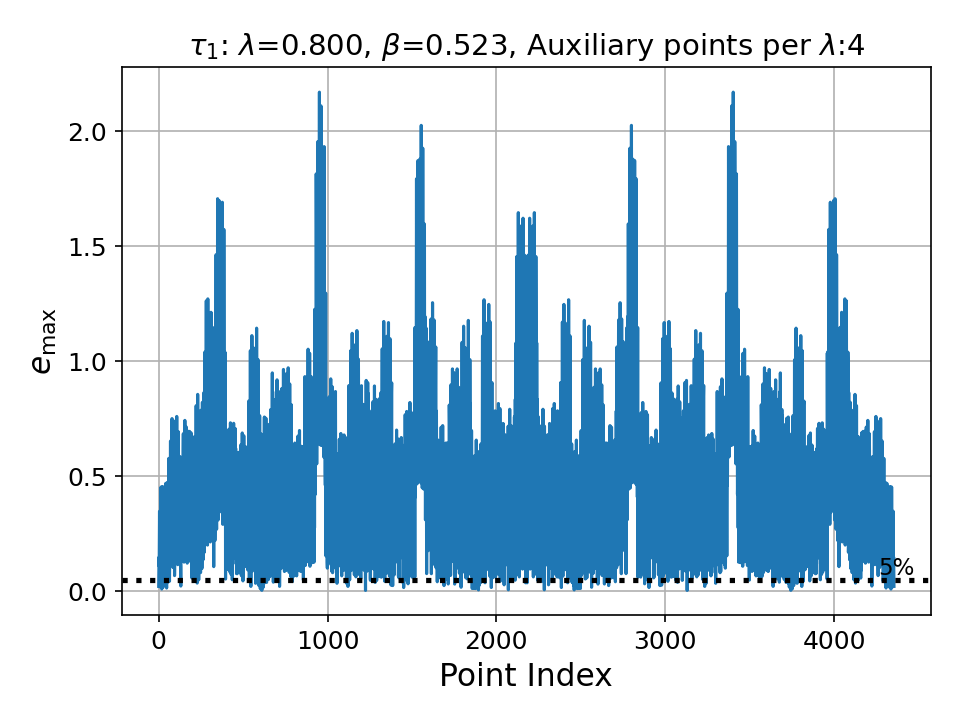 τ₁: λ=0.800, β=0.523, Auxiliary points per λ:4
e_max
2.0
1.5
1.0
0.5
0.0
5%
0 1000 2000 3000 4000
Point Index